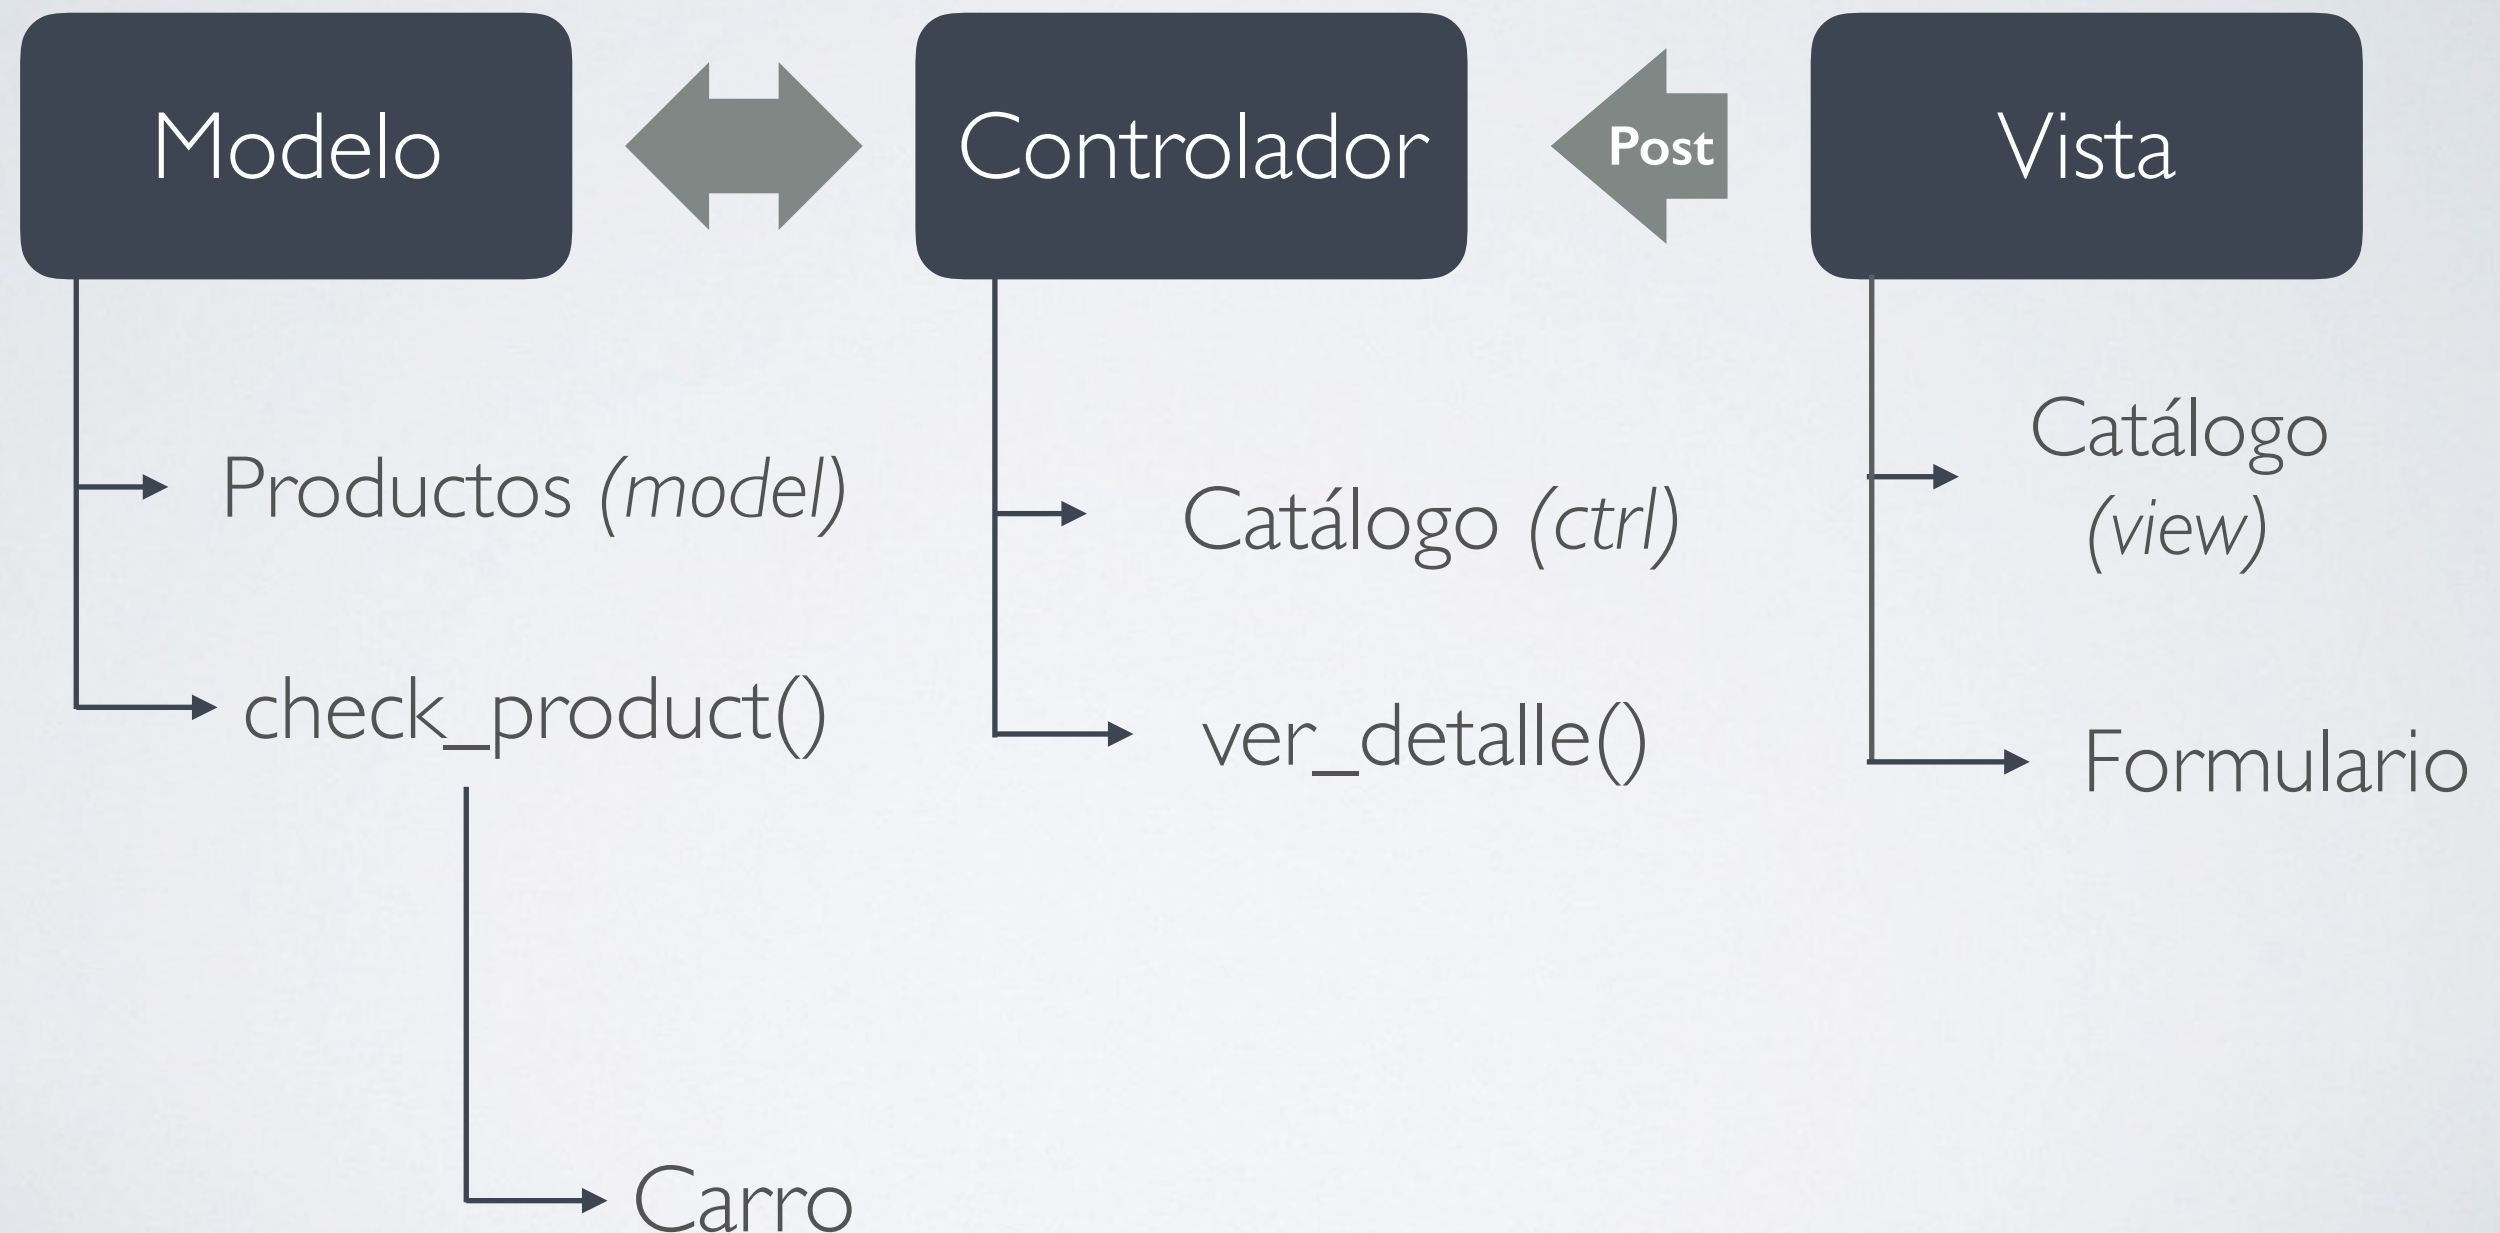 Modelo
Controlador
Post
Vista
Productos (model)
check_product()
Carro
Catálogo (ctrl)
ver_detalle()
Catálogo
(view)
Formulario